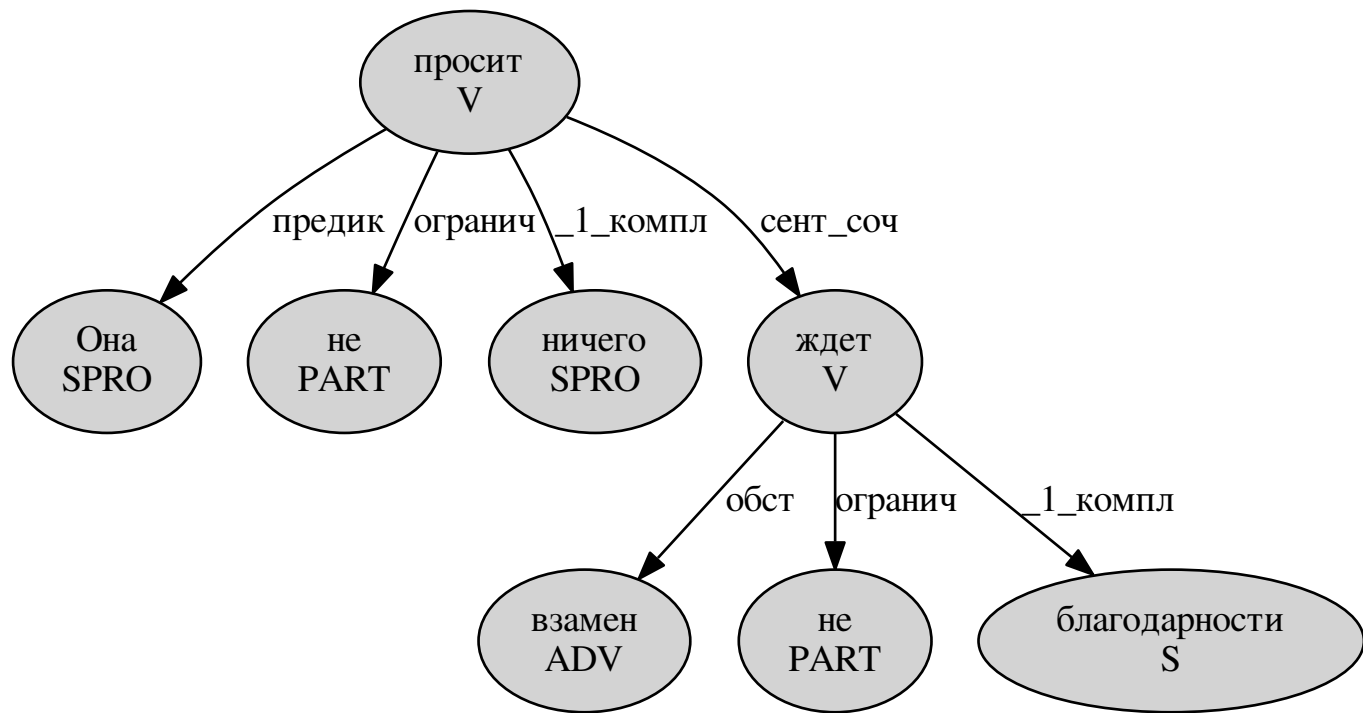 просит
V
предик
огранич
_1_компл
сент_соч
Она
SPRO
не
PART
ничего
SPRO
ждет
V
обст
огранич
_1_компл
взамен
ADV
не
PART
благодарности
S